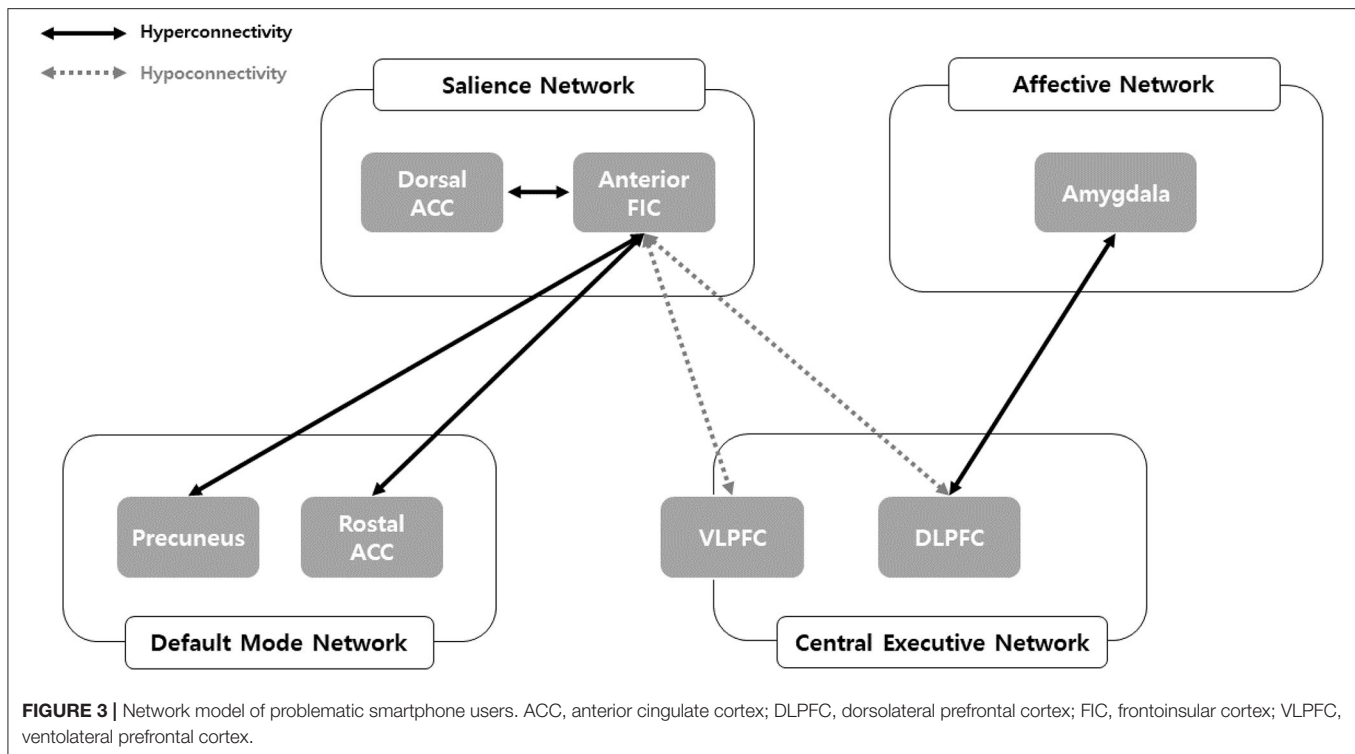 Hyperconnectivity
Hypoconnectivity
Salience Network
Affective Network
Dorsal
ACC
Anterior
FIC
Amygdala
Precuneus
Rostal
ACC
VLPFC
DLPFC
Default Mode Network
Central Executive Network
FIGURE 3 | Network model of problematic smartphone users. ACC, anterior cingulate cortex; DLPFC, dorsolateral prefrontal cortex; FIC, frontoinsular cortex; VLPFC,
ventolateral prefrontal cortex.